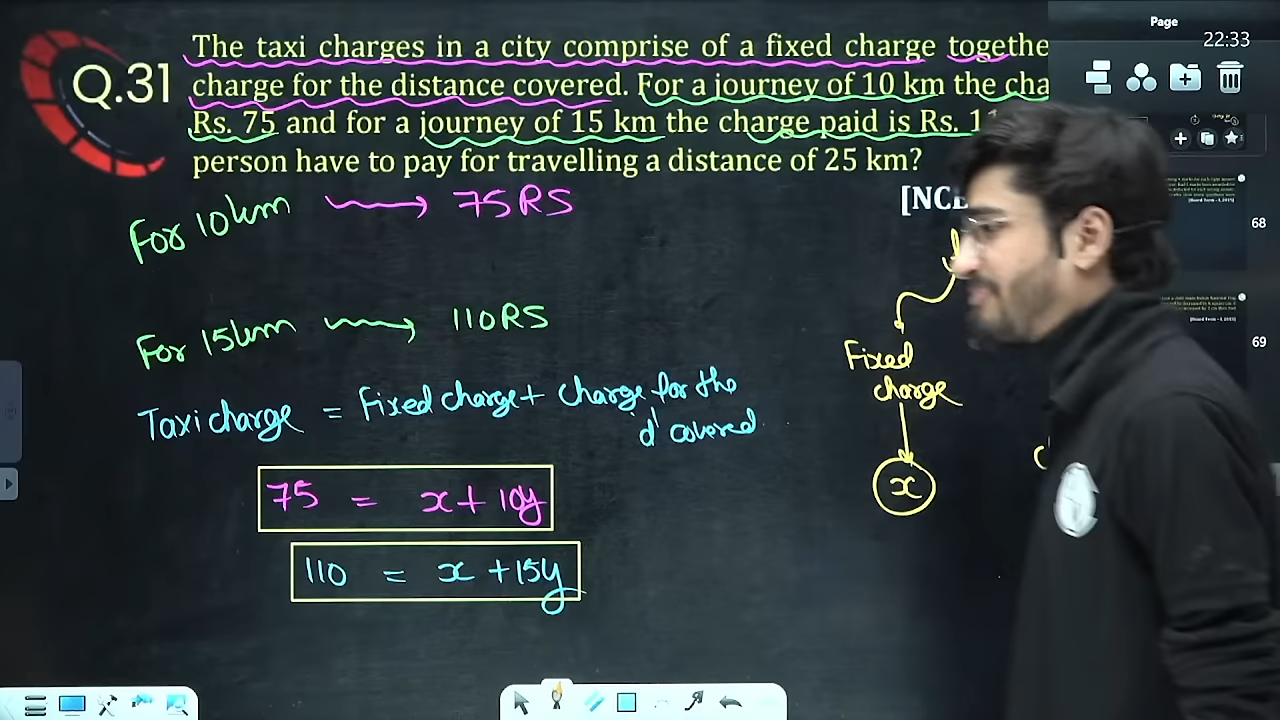 Page
22:33
Q.31
The taxi charges in a city comprise of a fixed charge togethe
charge for the distance covered. For a journey of 10 km the cha
Rs. 75 and for a journey of 15 km the charge paid is Rs. 11
person have to pay for travelling a distance of 25 km?
[NCE
For 10km → 75RS
For 15km → 110RS
Taxi charge = Fixed charge + Charge for the
'd' covered
75 = x + 10y
110 = x + 15y
Fixed
charge
x
68
69